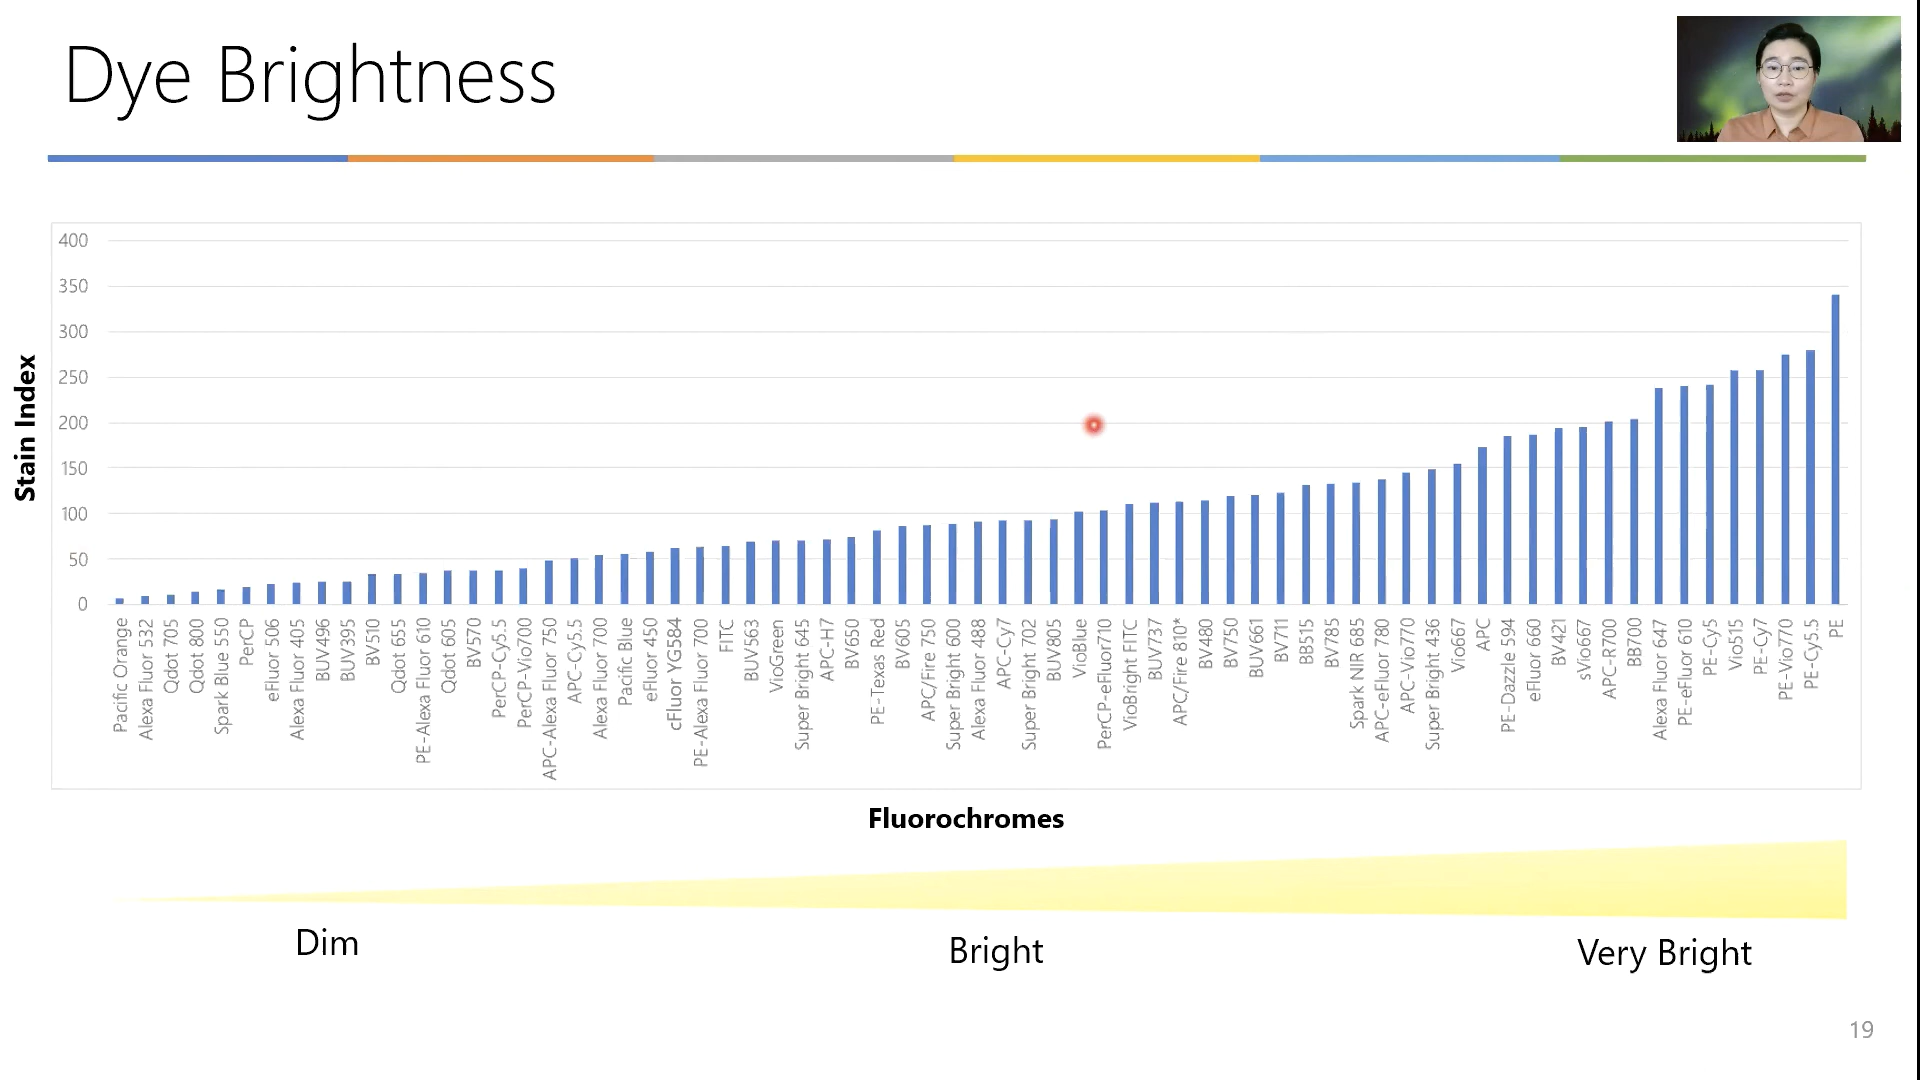 Dye Brightness
Stain Index
400
350
300
250
200
150
100
50
0
Pacific Orange
Alexa Fluor 532
Qdot 705
Qdot 800
Spark Blue 550
PerCP
eFluor 506
Alexa Fluor 405
BUV496
BUV395
BV510
Qdot 655
PE-Alexa Fluor 610
Qdot 605
BV570
PerCP-Cy5.5
PerCP-Vio700
APC-Alexa Fluor 750
APC-Cy5.5
Alexa Fluor 700
Pacific Blue
eFluor 450
cFluor YG584
PE-Alexa Fluor 700
FITC
BUV563
VioGreen
Super Bright 645
APC-H7
BV650
PE-Texas Red
BV605
APC/Fire 750
Super Bright 600
Alexa Fluor 488
APC-Cy7
Super Bright 702
BUV805
VioBlue
PerCP-eFluor710
VioBright FITC
BUV737
APC/Fire 810*
BV480
BV750
BUV661
BV711
BB515
BV785
Spark NIR 685
APC-eFluor 780
APC-Vio770
Super Bright 436
Vio667
APC
PE-Dazzle 594
eFluor 660
BV421
sVio667
APC-R700
BB700
Alexa Fluor 647
PE-eFluor 610
PE-Cy5
Vio515
PE-Cy7
PE-Vio770
PE-Cy5.5
PE
Fluorochromes
Dim
Bright
Very Bright
19